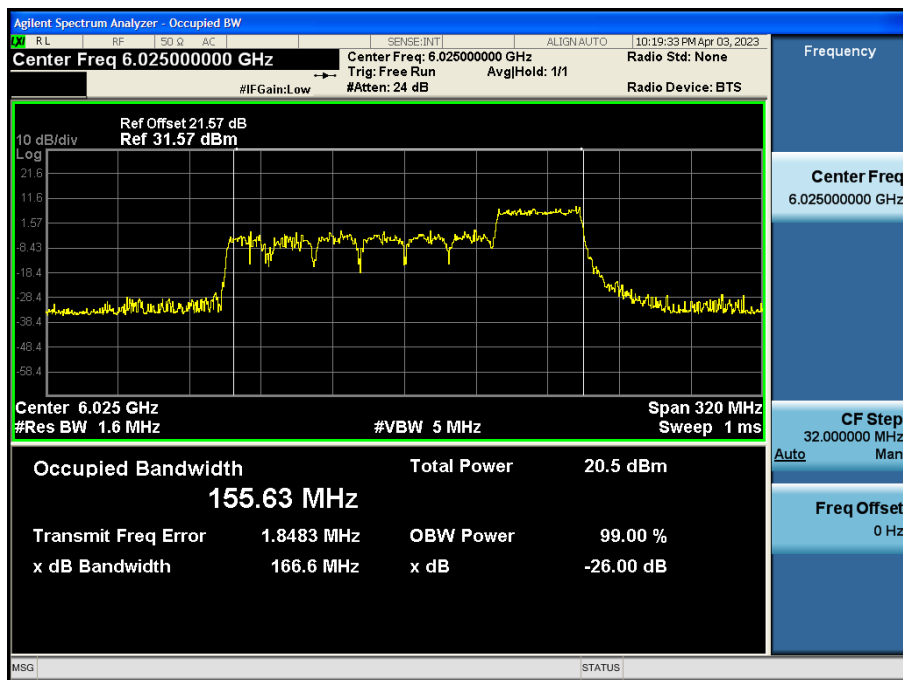 Agilent Spectrum Analyzer - Occupied BW
LXI RL RF 50 Ω AC SENSE:INT ALIGN AUTO 10:19:33 PM Apr 03, 2023
Center Freq 6.025000000 GHz
Center Freq: 6.025000000 GHz
Radio Std: None
Trig: Free Run Avg|Hold: 1/1
#IFGain:Low
#Atten: 24 dB
Radio Device: BTS
Ref Offset 21.57 dB
10 dB/div Ref 31.57 dBm
Log
21.6
11.6
1.57
-8.43
-18.4
-28.4
-38.4
-48.4
-58.4
Center 6.025 GHz Span 320 MHz
#Res BW 1.6 MHz #VBW 5 MHz Sweep 1 ms
Occupied Bandwidth Total Power 20.5 dBm
155.63 MHz
Transmit Freq Error 1.8483 MHz OBW Power 99.00 %
x dB Bandwidth 166.6 MHz x dB -26.00 dB
Frequency
Center Freq
6.025000000 GHz
CF Step
32.000000 MHz
Auto Man
Freq Offset
0 Hz
MSG STATUS